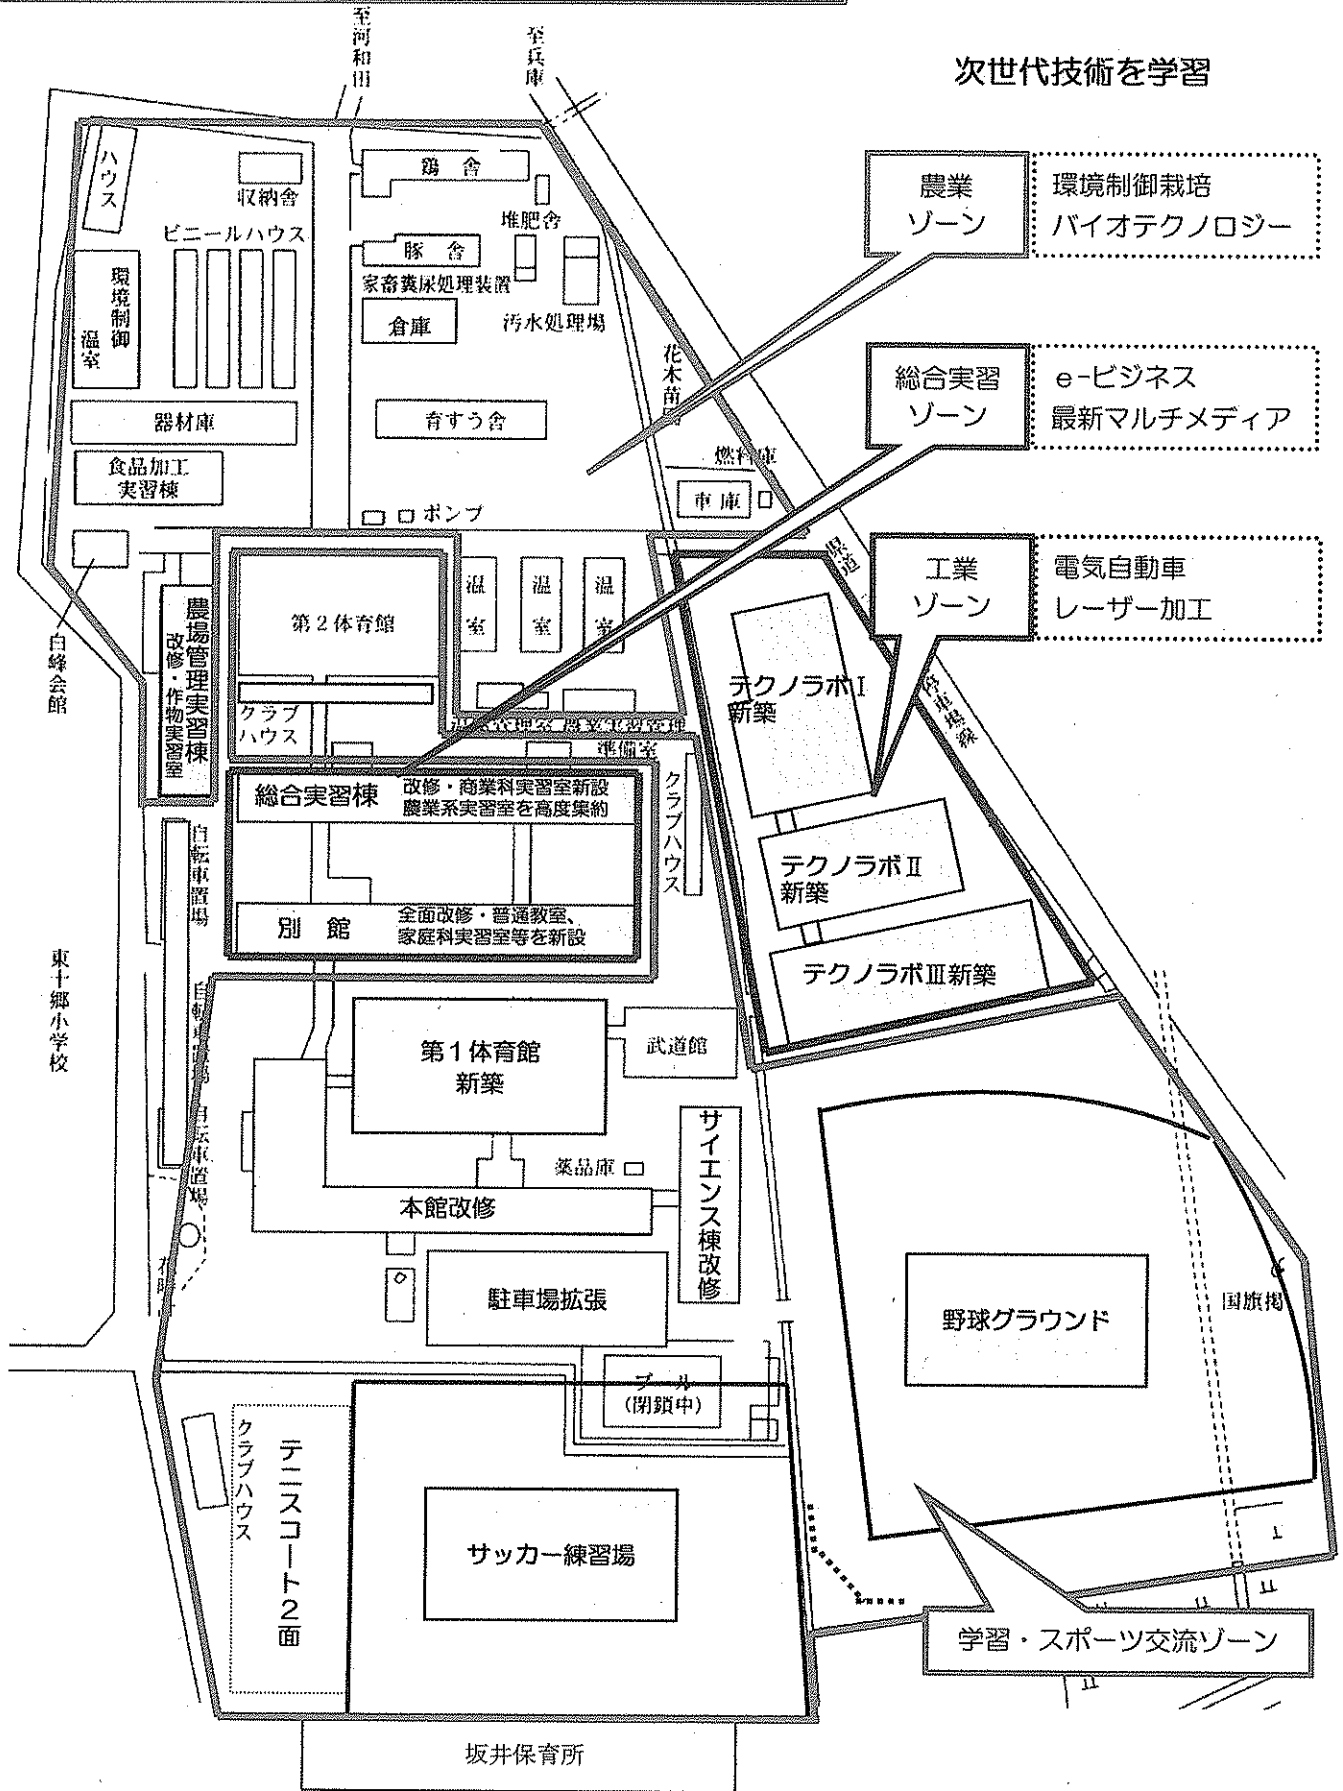 至河和田
至兵庫
次世代技術を学習
農業
ゾーン
環境制御栽培
バイオテクノロジー
総合実習
ゾーン
e-ビジネス
最新マルチメディア
工業
ゾーン
電気自動車
レーザー加工
ハウス
収納舎
ビニールハウス
環境制御
温室
器材庫
食品加工
実習棟
鶏舎
堆肥舎
豚舎
家畜糞尿処理装置
倉庫
汚水処理場
育すう舎
ポンプ
燃料庫
車庫
県道
停車場線
白峰会館
農場管理実習棟
改修・作物実習室
第2体育館
クラブ
ハウス
温室
温室
温室
準備室
クラブハウス
総合実習棟
改修・商業科実習室新設
農業系実習室を高度集約
別館
全面改修・普通教室、
家庭科実習室等を新設
テクノラボⅠ
新築
テクノラボⅡ
新築
テクノラボⅢ新築
自転車置場
自転車置場
自転車置場
東十郷小学校
第1体育館
新築
武道館
薬品庫
サイエンス棟改修
本館改修
駐車場拡張
プール
(閉鎖中)
野球グラウンド
国旗掲
クラブハウス
テニスコート2面
サッカー練習場
学習・スポーツ交流ゾーン
坂井保育所